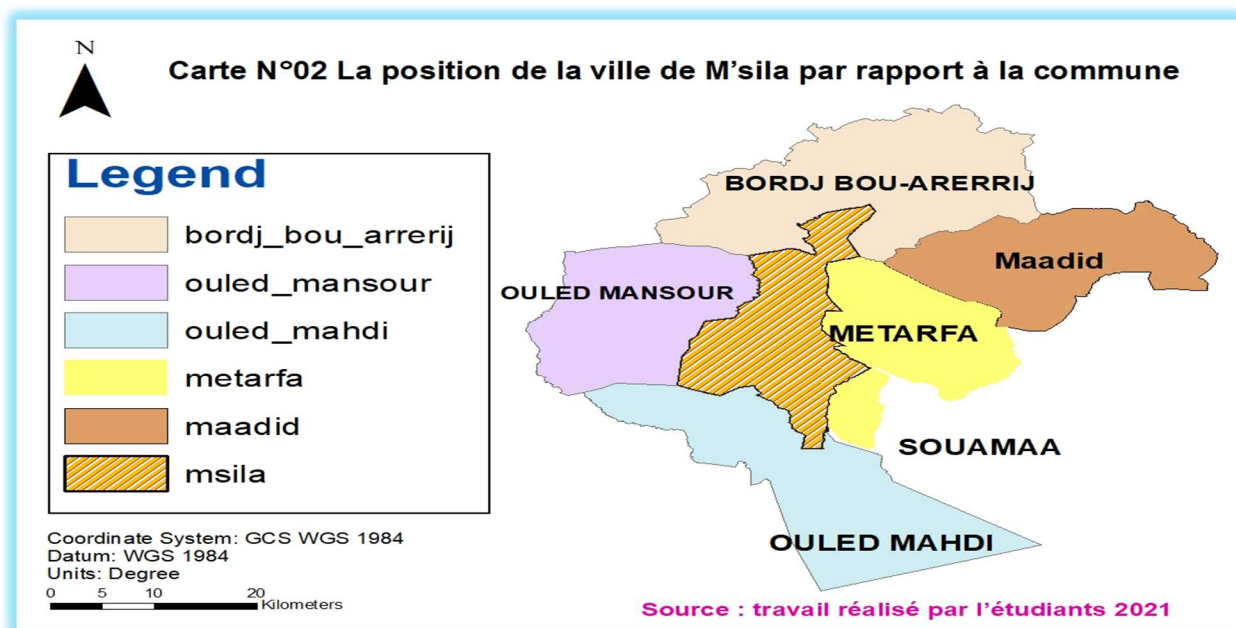 N
Carte N°02 La position de la ville de M'sila par rapport à la commune
Legend
bordj_bou_arrerij
ouled_mansour
ouled_mahdi
metarfa
maadid
msila
BORDJ BOU-ARERRIJ
Maadid
OULED MANSOUR
METARFA
SOUAMAA
OULED MAHDI
Coordinate System: GCS WGS 1984
Datum: WGS 1984
Units: Degree
0 5 10 20
Kilometers
Source : travail réalisé par l'étudiants 2021